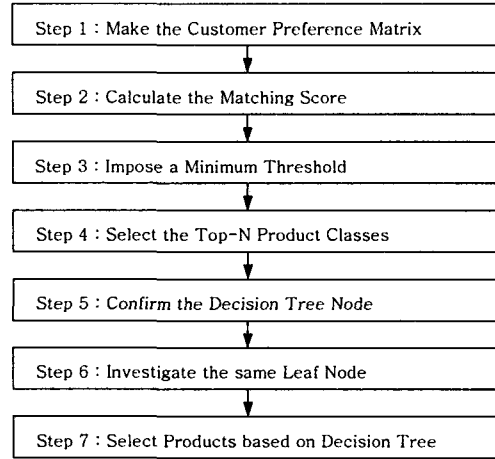 Step 1 : Make the Customer Preference Matrix
Step 2 : Calculate the Matching Score
Step 3 : Impose a Minimum Threshold
Step 4 : Select the Top-N Product Classes
Step 5 : Confirm the Decision Tree Node
Step 6 : Investigate the same Leaf Node
Step 7 : Select Products based on Decision Tree